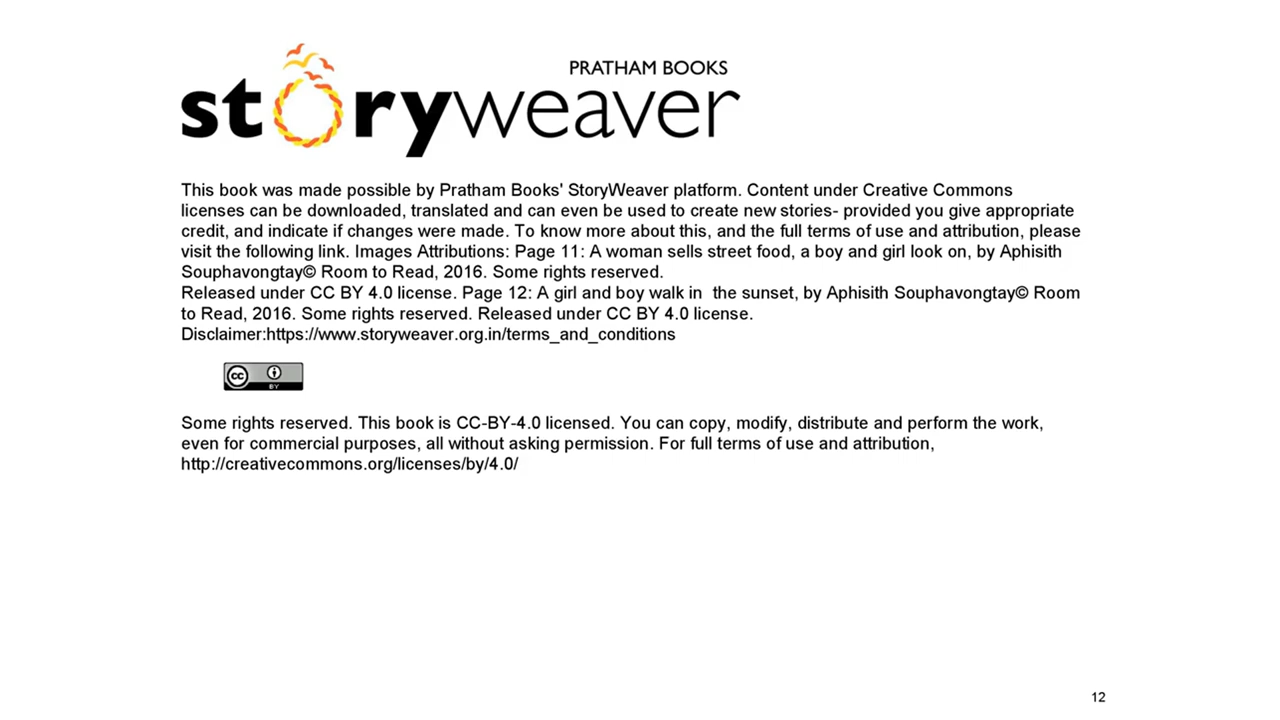 PRATHAM BOOKS
storyweaver
This book was made possible by Pratham Books' StoryWeaver platform. Content under Creative Commons
licenses can be downloaded, translated and can even be used to create new stories- provided you give appropriate
credit, and indicate if changes were made. To know more about this, and the full terms of use and attribution, please
visit the following link. Images Attributions: Page 11: A woman sells street food, a boy and girl look on, by Aphisith
Souphavongtay© Room to Read, 2016. Some rights reserved.
Released under CC BY 4.0 license. Page 12: A girl and boy walk in  the sunset, by Aphisith Souphavongtay© Room
to Read, 2016. Some rights reserved. Released under CC BY 4.0 license.
Disclaimer:https://www.storyweaver.org.in/terms_and_conditions
cc
BY
Some rights reserved. This book is CC-BY-4.0 licensed. You can copy, modify, distribute and perform the work,
even for commercial purposes, all without asking permission. For full terms of use and attribution,
http://creativecommons.org/licenses/by/4.0/
12